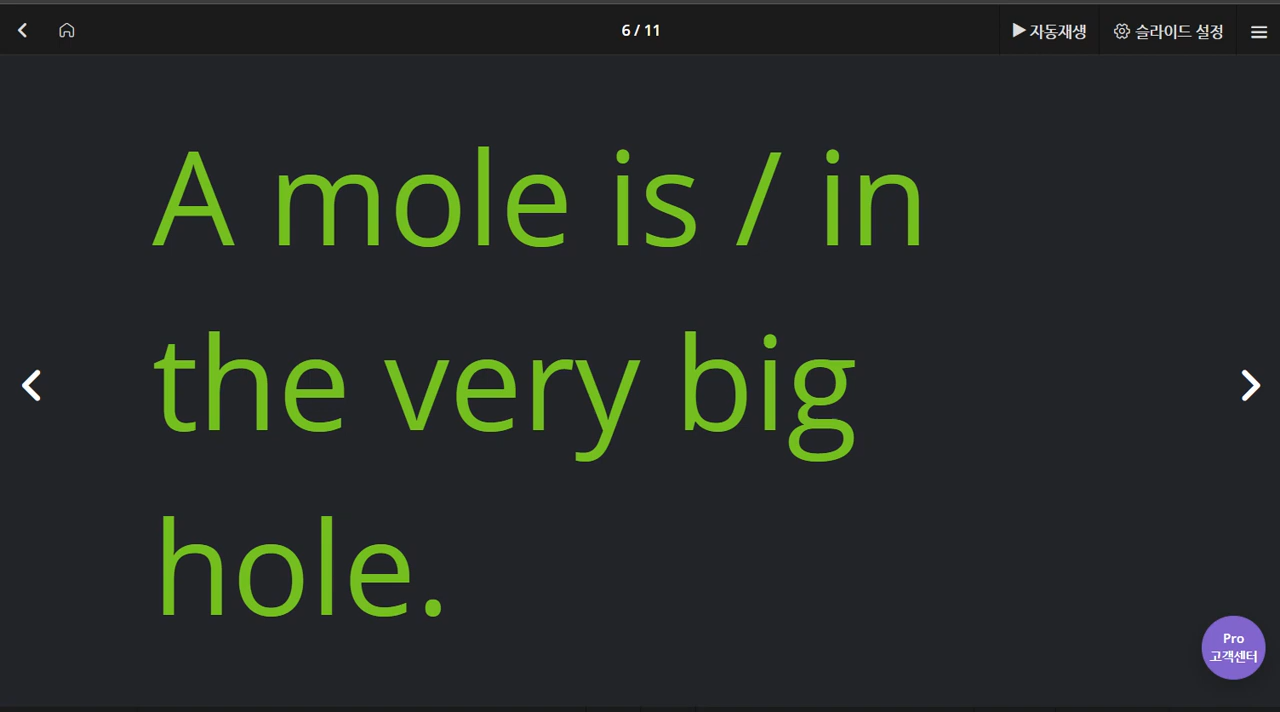 6 / 11
▶ 자동재생
슬라이드 설정
A mole is / in
the very big
hole.
Pro
고객센터